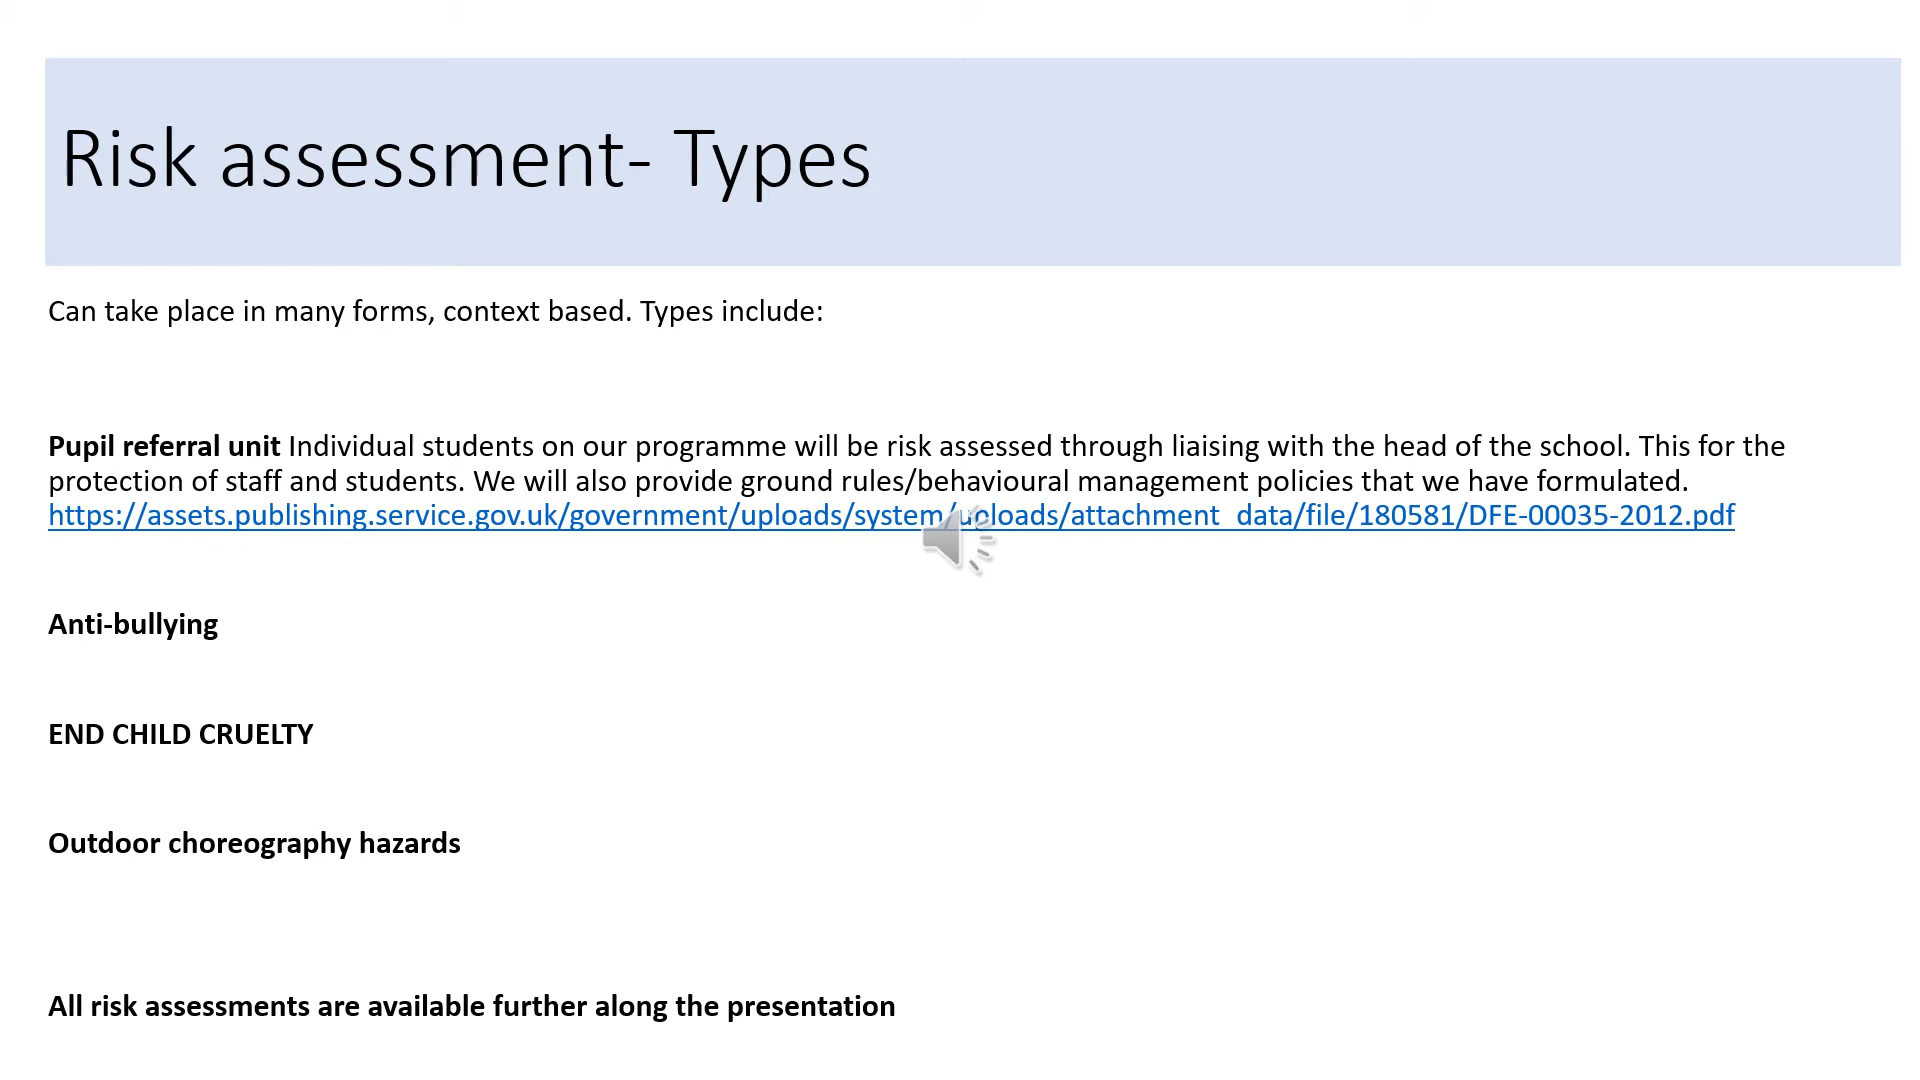 Risk assessment- Types
Can take place in many forms, context based. Types include:
Pupil referral unit Individual students on our programme will be risk assessed through liaising with the head of the school. This for the
protection of staff and students. We will also provide ground rules/behavioural management policies that we have formulated.
https://assets.publishing.service.gov.uk/government/uploads/system/uploads/attachment_data/file/180581/DFE-00035-2012.pdf
Anti-bullying
END CHILD CRUELTY
Outdoor choreography hazards
All risk assessments are available further along the presentation